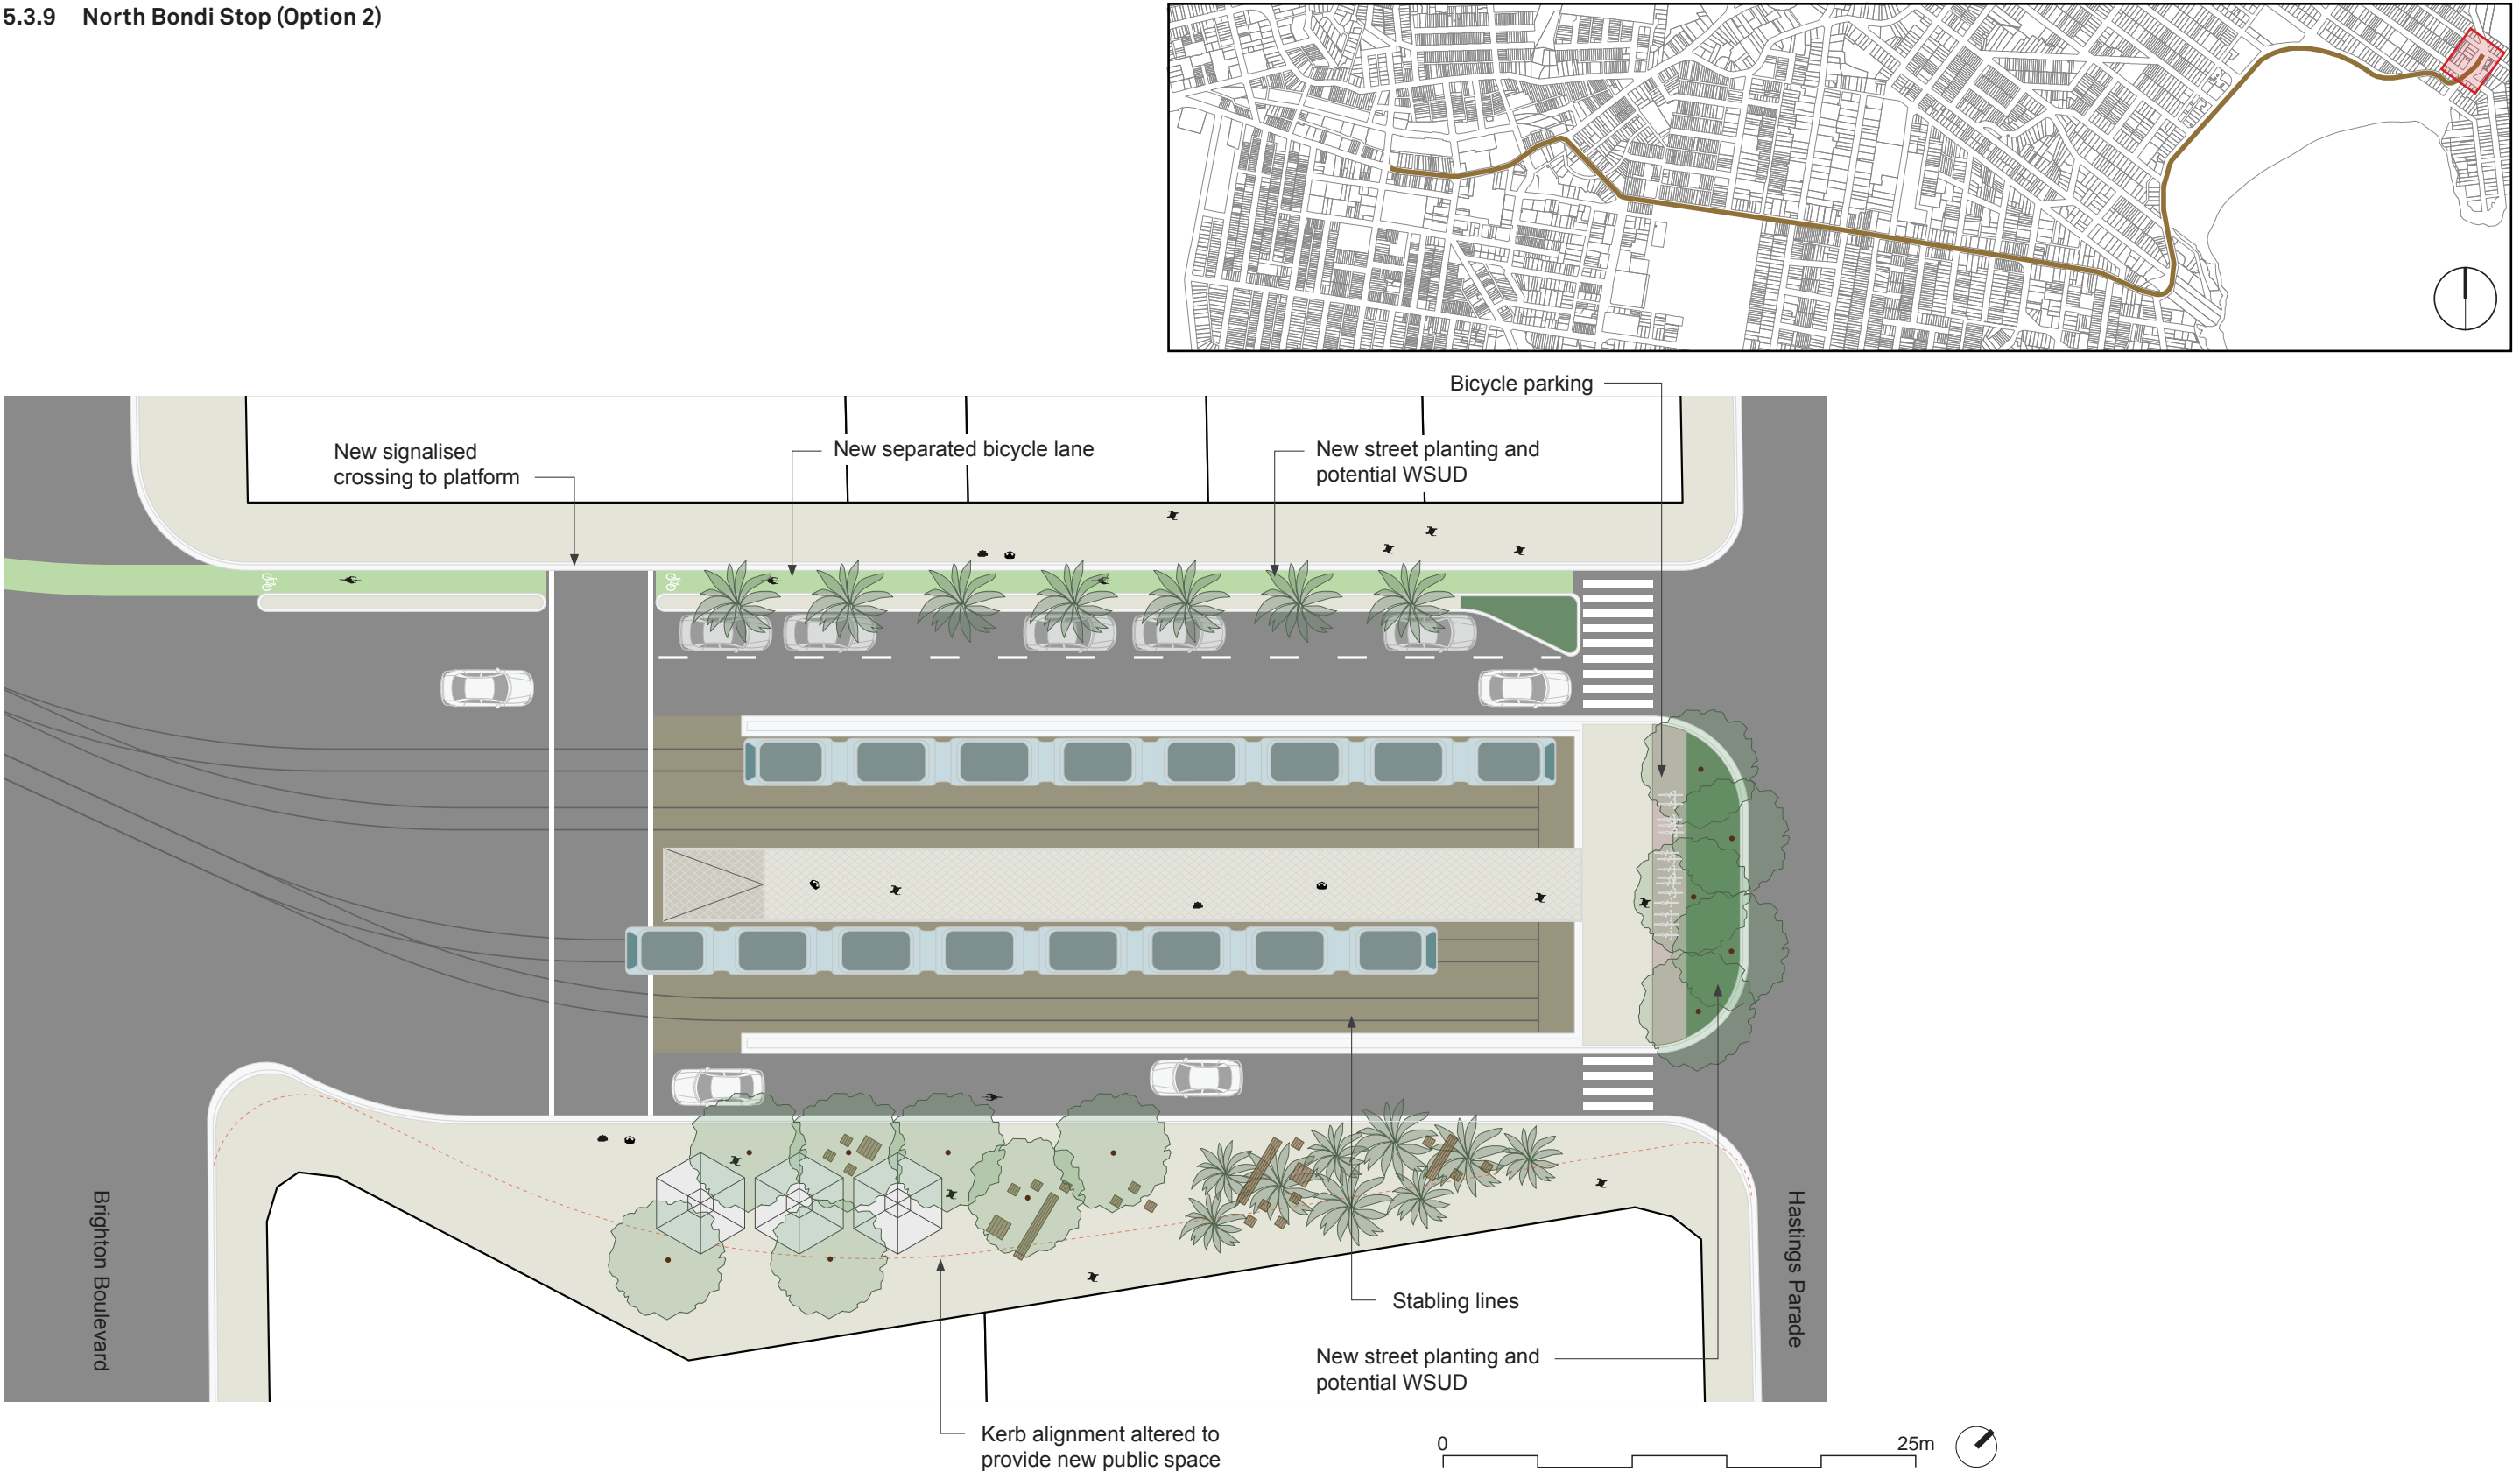 5.3.9 North Bondi Stop (Option 2)
Bicycle parking
New signalised
crossing to platform
New separated bicycle lane
New street planting and
potential WSUD
Brighton Boulevard
Hastings Parade
Stabling lines
New street planting and
potential WSUD
Kerb alignment altered to
provide new public space
0
25m